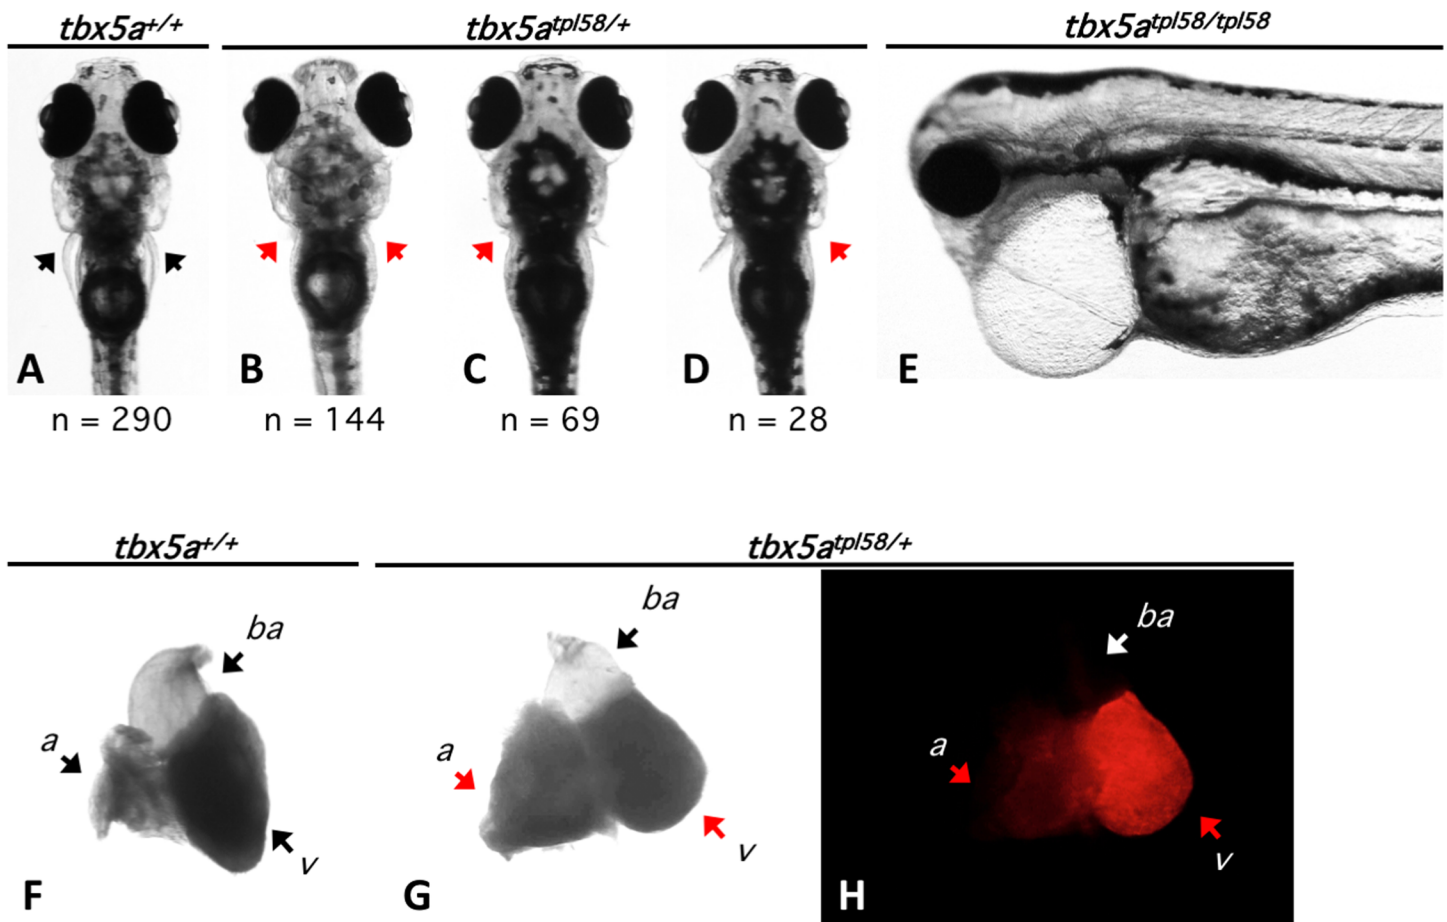 tbx5a+/+ tbx5atpl58/+ tbx5atpl58/tpl58
A B C D E
n = 290 n = 144 n = 69 n = 28
tbx5a+/+ tbx5atpl58/+
ba ba ba
a a a
v v v
F G H